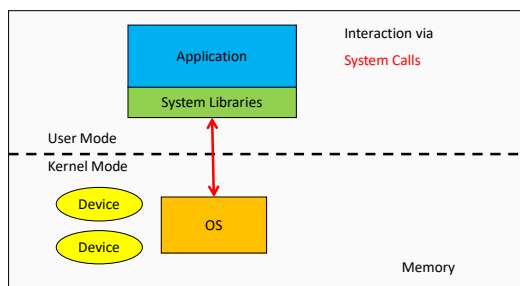 Application
System Libraries
Interaction via
System Calls
User Mode
Kernel Mode
Device
Device
OS
Memory